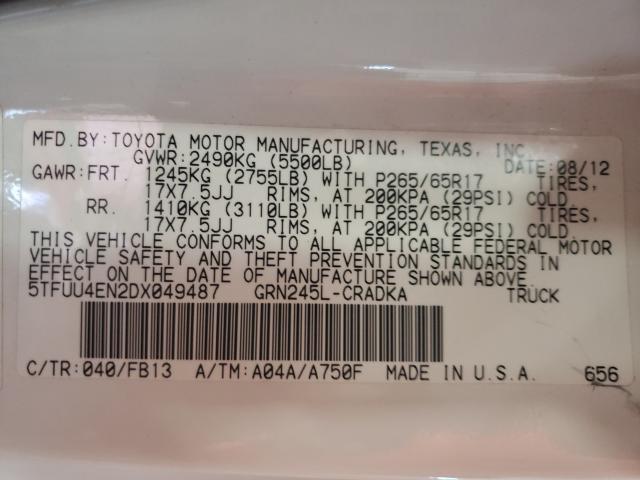 MFD.BY:TOYOTA MOTOR MANUFACTURING, TEXAS, INC.
GVWR:2490KG (5500LB) DATE:08/12
GAWR:FRT. 1245KG (2755LB) WITH P265/65R17 TIRES,
17X7.5JJ RIMS, AT 200KPA (29PSI) COLD
RR. 1410KG (3110LB) WITH P265/65R17 TIRES,
17X7.5JJ RIMS, AT 200KPA (29PSI) COLD.
THIS VEHICLE CONFORMS TO ALL APPLICABLE FEDERAL MOTOR
VEHICLE SAFETY AND THEFT PREVENTION STANDARDS IN
EFFECT ON THE DATE OF MANUFACTURE SHOWN ABOVE.
5TFUU4EN2DX049487 GRN245L-CRADKA TRUCK
C/TR:040/FB13 A/TM:A04A/A750F MADE IN U.S.A. 656